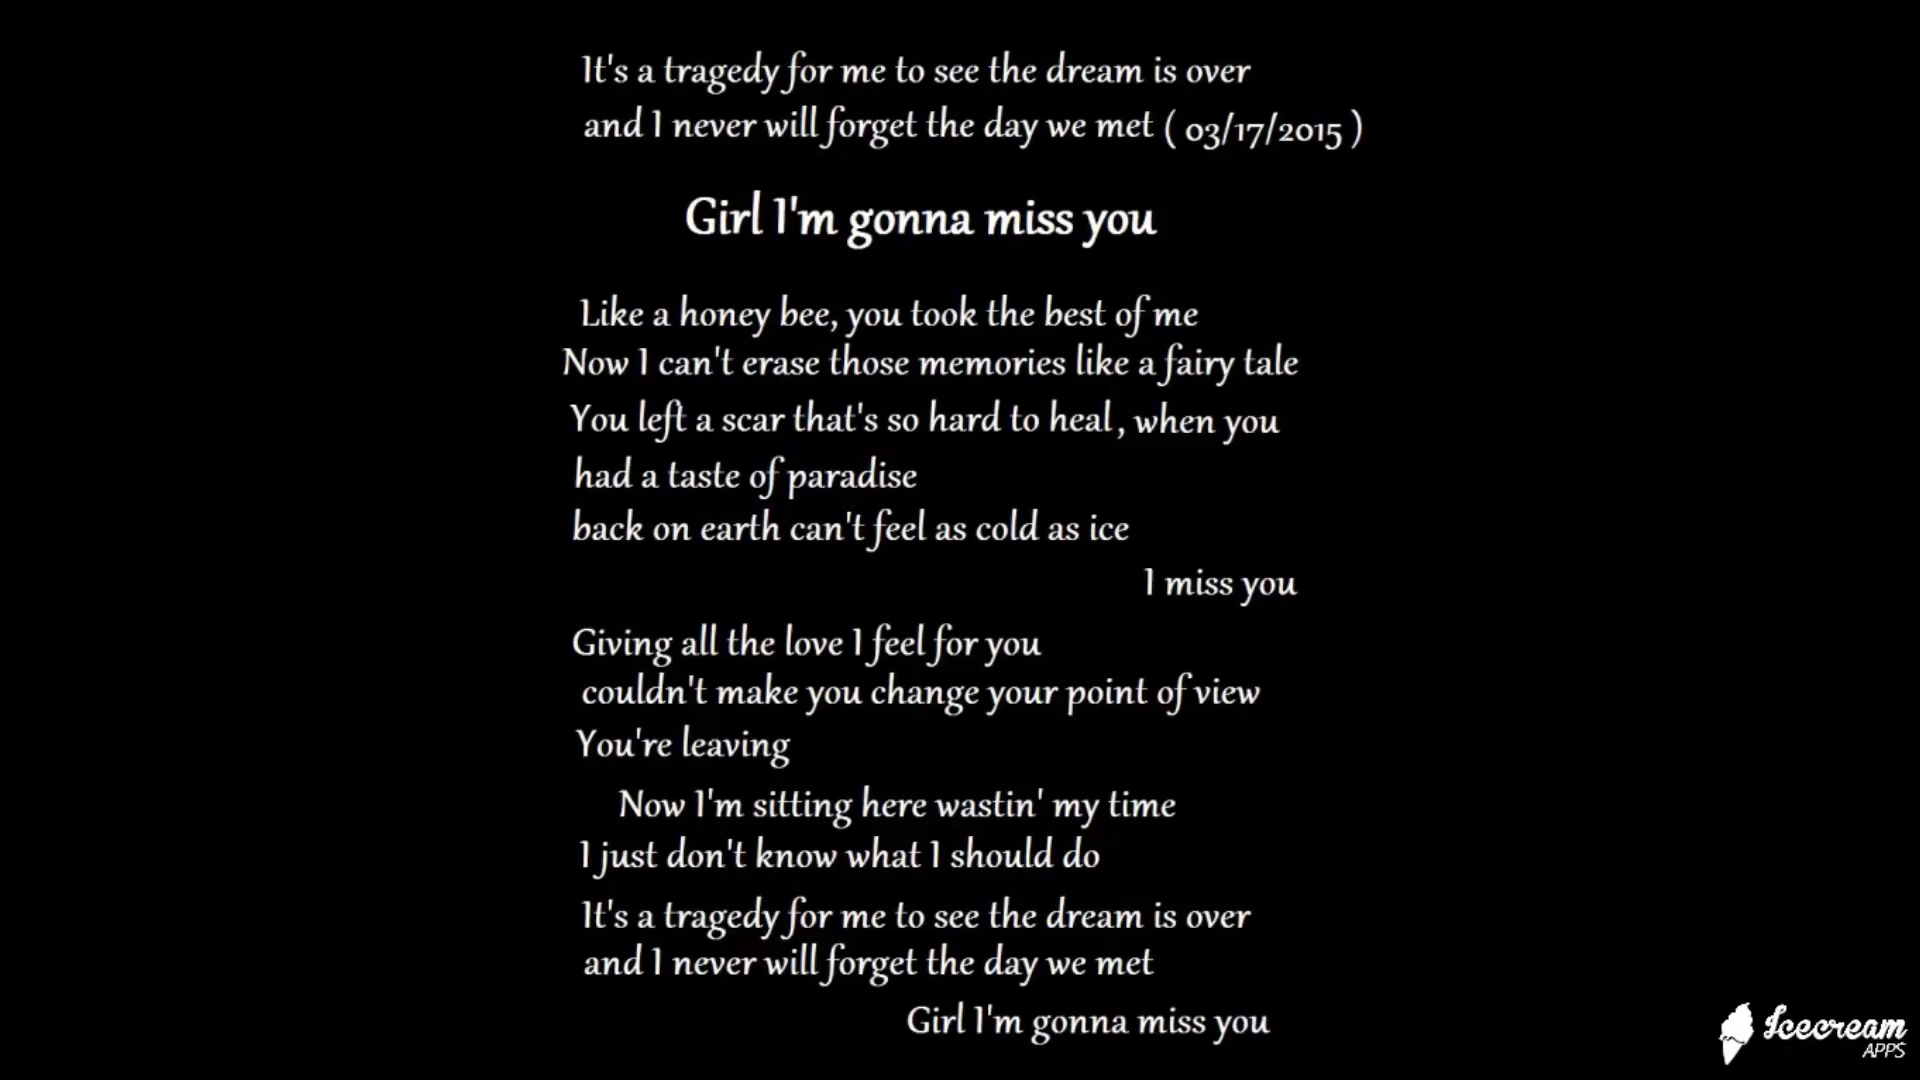 It's a tragedy for me to see the dream is over
and I never will forget the day we met ( 03/17/2015 )
Girl I'm gonna miss you
Like a honey bee, you took the best of me
Now I can't erase those memories like a fairy tale
You left a scar that's so hard to heal, when you
had a taste of paradise
back on earth can't feel as cold as ice
I miss you
Giving all the love I feel for you
couldn't make you change your point of view
You're leaving
Now I'm sitting here wastin' my time
I just don't know what I should do
It's a tragedy for me to see the dream is over
and I never will forget the day we met
Girl I'm gonna miss you
Icecream
APPS